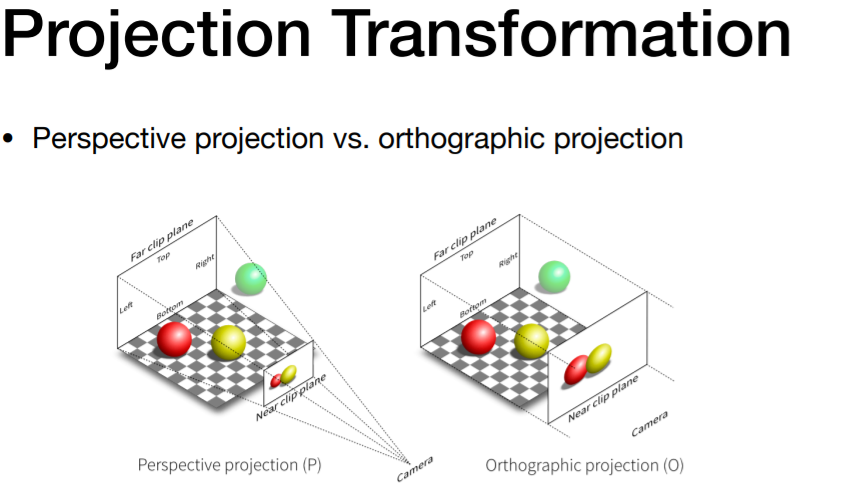 Projection Transformation
• Perspective projection vs. orthographic projection
Far clip plane
Top
Right
Left
Bottom
Near clip plane
Camera
Perspective projection (P)
Far clip plane
Top
Right
Left
Bottom
Near clip plane
Camera
Orthographic projection (O)